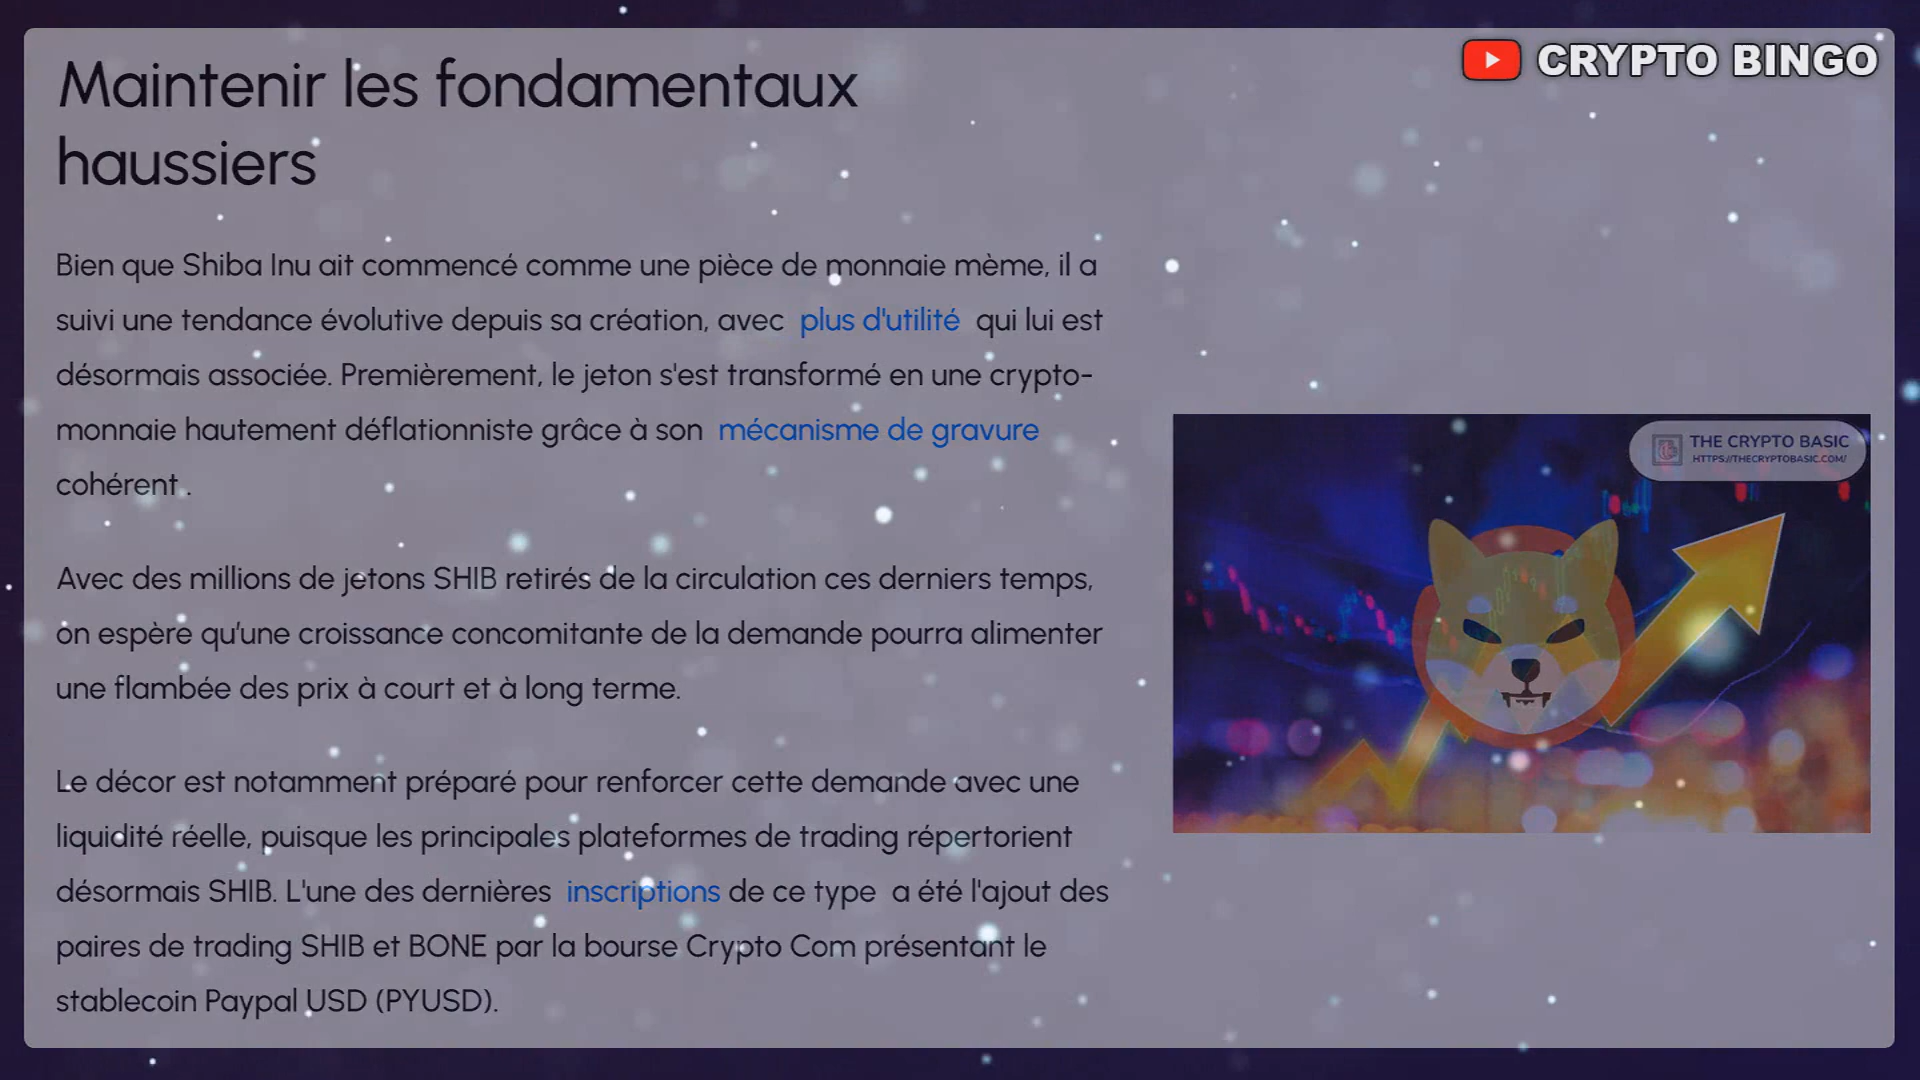 CRYPTO BINGO
Maintenir les fondamentaux
haussiers
Bien que Shiba Inu ait commencé comme une pièce de monnaie mème, il a
suivi une tendance évolutive depuis sa création, avec plus d'utilité qui lui est
désormais associée. Premièrement, le jeton s'est transformé en une crypto-
monnaie hautement déflationniste grâce à son mécanisme de gravure
cohérent .
Avec des millions de jetons SHIB retirés de la circulation ces derniers temps,
on espère qu'une croissance concomitante de la demande pourra alimenter
une flambée des prix à court et à long terme.
Le décor est notamment préparé pour renforcer cette demande avec une
liquidité réelle, puisque les principales plateformes de trading répertorient
désormais SHIB. L'une des dernières inscriptions de ce type a été l'ajout des
paires de trading SHIB et BONE par la bourse Crypto Com présentant le
stablecoin Paypal USD (PYUSD).
THE CRYPTO BASIC
HTTPS://THECRYPTOBASIC.COM/